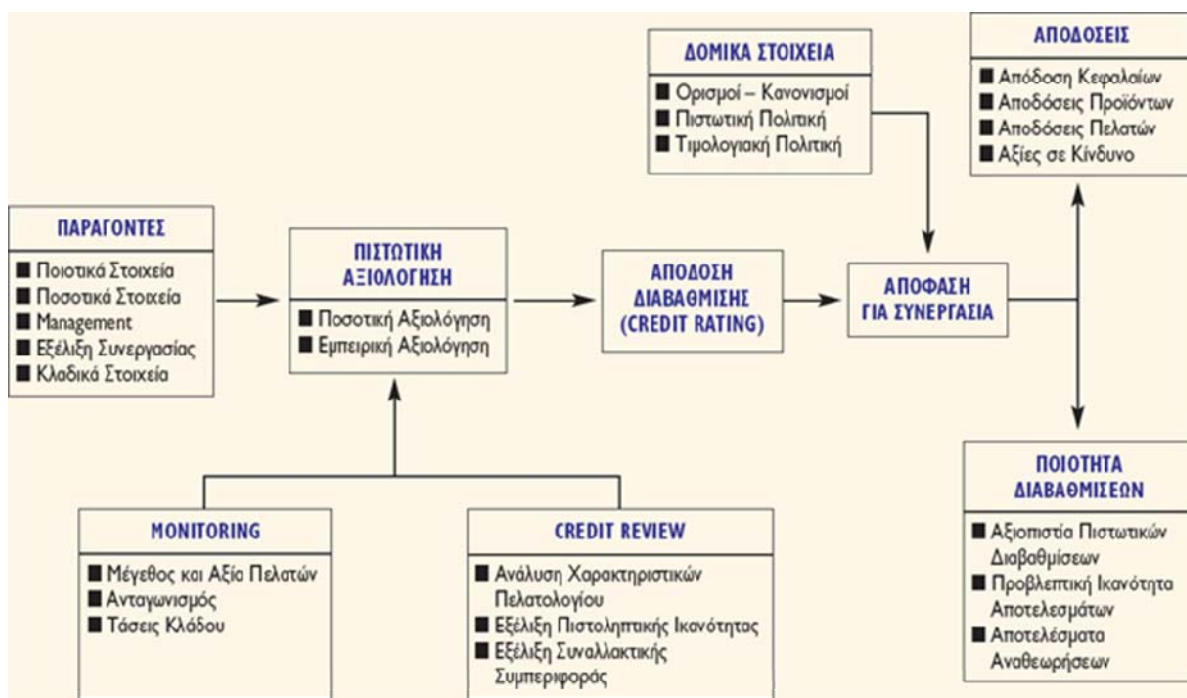 ΠΑΡΑΓΟΝΤΕΣ
■ Ποιοτικά Στοιχεία
■ Ποσοτικά Στοιχεία
■ Management
■ Εξέλιξη Συνεργασίας
■ Κλαδικά Στοιχεία
ΠΙΣΤΩΤΙΚΗ
ΑΞΙΟΛΟΓΗΣΗ
■ Ποσοτική Αξιολόγηση
■ Εμπειρική Αξιολόγηση
MONITORING
■ Μέγεθος και Αξία Πελατών
■ Ανταγωνισμός
■ Τάσεις Κλάδου
CREDIT REVIEW
■ Ανάλυση Χαρακτηριστικών
Πελατολογίου
■ Εξέλιξη Πιστοληπτικής Ικανότητας
■ Εξέλιξη Συναλλακτικής
Συμπεριφοράς
ΑΠΟΔΟΣΗ
ΔΙΑΒΑΘΜΙΣΗΣ
(CREDIT RATING)
ΔΟΜΙΚΑ ΣΤΟΙΧΕΙΑ
■ Ορισμοί – Κανονισμοί
■ Πιστωτική Πολιτική
■ Τιμολογιακή Πολιτική
ΑΠΟΦΑΣΗ
ΓΙΑ ΣΥΝΕΡΓΑΣΙΑ
ΑΠΟΔΟΣΕΙΣ
■ Απόδοση Κεφαλαίων
■ Αποδόσεις Προϊόντων
■ Αποδόσεις Πελατών
■ Αξίες σε Κίνδυνο
ΠΟΙΟΤΗΤΑ
ΔΙΑΒΑΘΜΙΣΕΩΝ
■ Αξιοπιστία Πιστωτικών
Διαβαθμίσεων
■ Προβλεπτική Ικανότητα
Αποτελεσμάτων
■ Αποτελέσματα
Αναθεωρήσεων